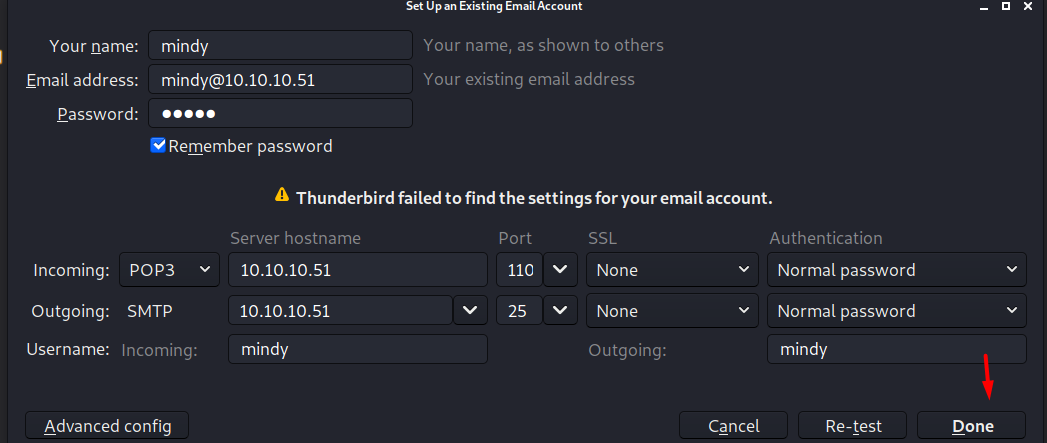 Set Up an Existing Email Account
Your name: mindy Your name, as shown to others
Email address: mindy@10.10.10.51 Your existing email address
Password: ●●●●●
Remember password
Thunderbird failed to find the settings for your email account.
Server hostname Port SSL Authentication
Incoming: POP3 10.10.10.51 110 None Normal password
Outgoing: SMTP 10.10.10.51 25 None Normal password
Username: Incoming: mindy Outgoing: mindy
Advanced config Cancel Re-test Done